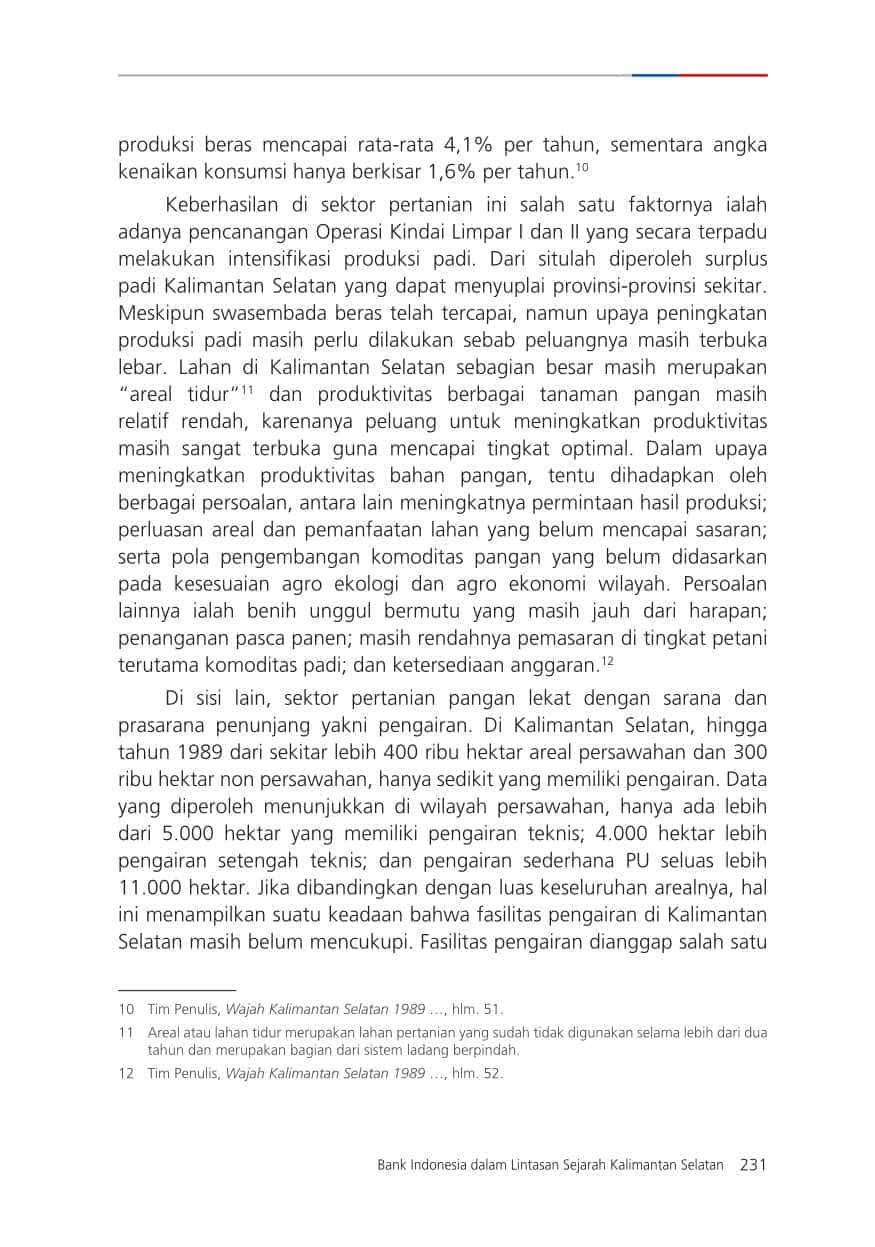 produksi beras mencapai rata-rata 4,1% per tahun, sementara angka
kenaikan konsumsi hanya berkisar 1,6% per tahun.10
Keberhasilan di sektor pertanian ini salah satu faktornya ialah
adanya pencanangan Operasi Kindai Limpar I dan II yang secara terpadu
melakukan intensifikasi produksi padi. Dari situlah diperoleh surplus
padi Kalimantan Selatan yang dapat menyuplai provinsi-provinsi sekitar.
Meskipun swasembada beras telah tercapai, namun upaya peningkatan
produksi padi masih perlu dilakukan sebab peluangnya masih terbuka
lebar. Lahan di Kalimantan Selatan sebagian besar masih merupakan
“areal tidur”11 dan produktivitas berbagai tanaman pangan masih
relatif rendah, karenanya peluang untuk meningkatkan produktivitas
masih sangat terbuka guna mencapai tingkat optimal. Dalam upaya
meningkatkan produktivitas bahan pangan, tentu dihadapkan oleh
berbagai persoalan, antara lain meningkatnya permintaan hasil produksi;
perluasan areal dan pemanfaatan lahan yang belum mencapai sasaran;
serta pola pengembangan komoditas pangan yang belum didasarkan
pada kesesuaian agro ekologi dan agro ekonomi wilayah. Persoalan
lainnya ialah benih unggul bermutu yang masih jauh dari harapan;
penanganan pasca panen; masih rendahnya pemasaran di tingkat petani
terutama komoditas padi; dan ketersediaan anggaran.12
Di sisi lain, sektor pertanian pangan lekat dengan sarana dan
prasarana penunjang yakni pengairan. Di Kalimantan Selatan, hingga
tahun 1989 dari sekitar lebih 400 ribu hektar areal persawahan dan 300
ribu hektar non persawahan, hanya sedikit yang memiliki pengairan. Data
yang diperoleh menunjukkan di wilayah persawahan, hanya ada lebih
dari 5.000 hektar yang memiliki pengairan teknis; 4.000 hektar lebih
pengairan setengah teknis; dan pengairan sederhana PU seluas lebih
11.000 hektar. Jika dibandingkan dengan luas keseluruhan arealnya, hal
ini menampilkan suatu keadaan bahwa fasilitas pengairan di Kalimantan
Selatan masih belum mencukupi. Fasilitas pengairan dianggap salah satu
10 Tim Penulis, Wajah Kalimantan Selatan 1989 …, hlm. 51.
11 Areal atau lahan tidur merupakan lahan pertanian yang sudah tidak digunakan selama lebih dari dua
tahun dan merupakan bagian dari sistem ladang berpindah.
12 Tim Penulis, Wajah Kalimantan Selatan 1989 …, hlm. 52.
Bank Indonesia dalam Lintasan Sejarah Kalimantan Selatan 231